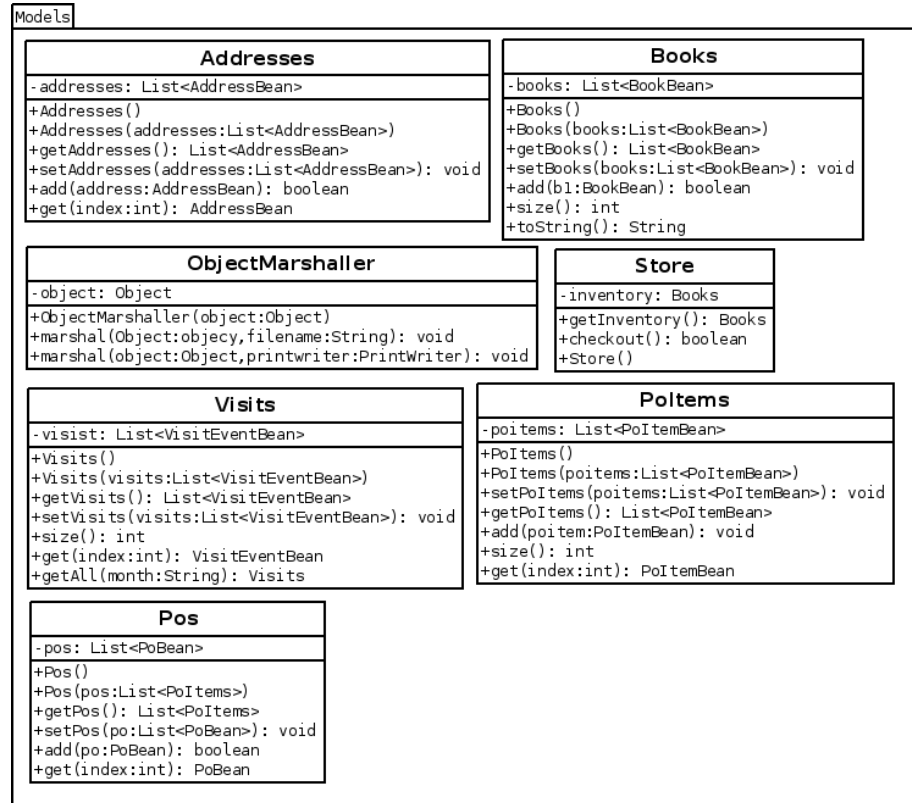 Models
Addresses
-addresses: List<AddressBean>
+Addresses()
+Addresses(addresses:List<AddressBean>)
+getAddresses(): List<AddressBean>
+setAddresses(addresses:List<AddressBean>): void
+add(address:AddressBean): boolean
+get(index:int): AddressBean
Books
-books: List<BookBean>
+Books()
+Books(books:List<BookBean>)
+getBooks(): List<BookBean>
+setBooks(books:List<BookBean>): void
+add(b1:BookBean): boolean
+size(): int
+toString(): String
ObjectMarshaller
-object: Object
+ObjectMarshaller(object:Object)
+marshal(Object:objecy,filename:String): void
+marshal(object:Object,printwriter:PrintWriter): void
Store
-inventory: Books
+getInventory(): Books
+checkout(): boolean
+Store()
Visits
-visist: List<VisitEventBean>
+Visits()
+Visits(visits:List<VisitEventBean>)
+getVisits(): List<VisitEventBean>
+setVisits(visits:List<VisitEventBean>): void
+size(): int
+get(index:int): VisitEventBean
+getAll(month:String): Visits
PoItems
-poitems: List<PoItemBean>
+PoItems()
+PoItems(poitems:List<PoItemBean>)
+setPoItems(poitems:List<PoItemBean>): void
+getPoItems(): List<PoItemBean>
+add(poitem:PoItemBean): void
+size(): int
+get(index:int): PoItemBean
Pos
-pos: List<PoBean>
+Pos()
+Pos(pos:List<PoItems>)
+getPos(): List<PoItems>
+setPos(po:List<PoBean>): void
+add(po:PoBean): boolean
+get(index:int): PoBean